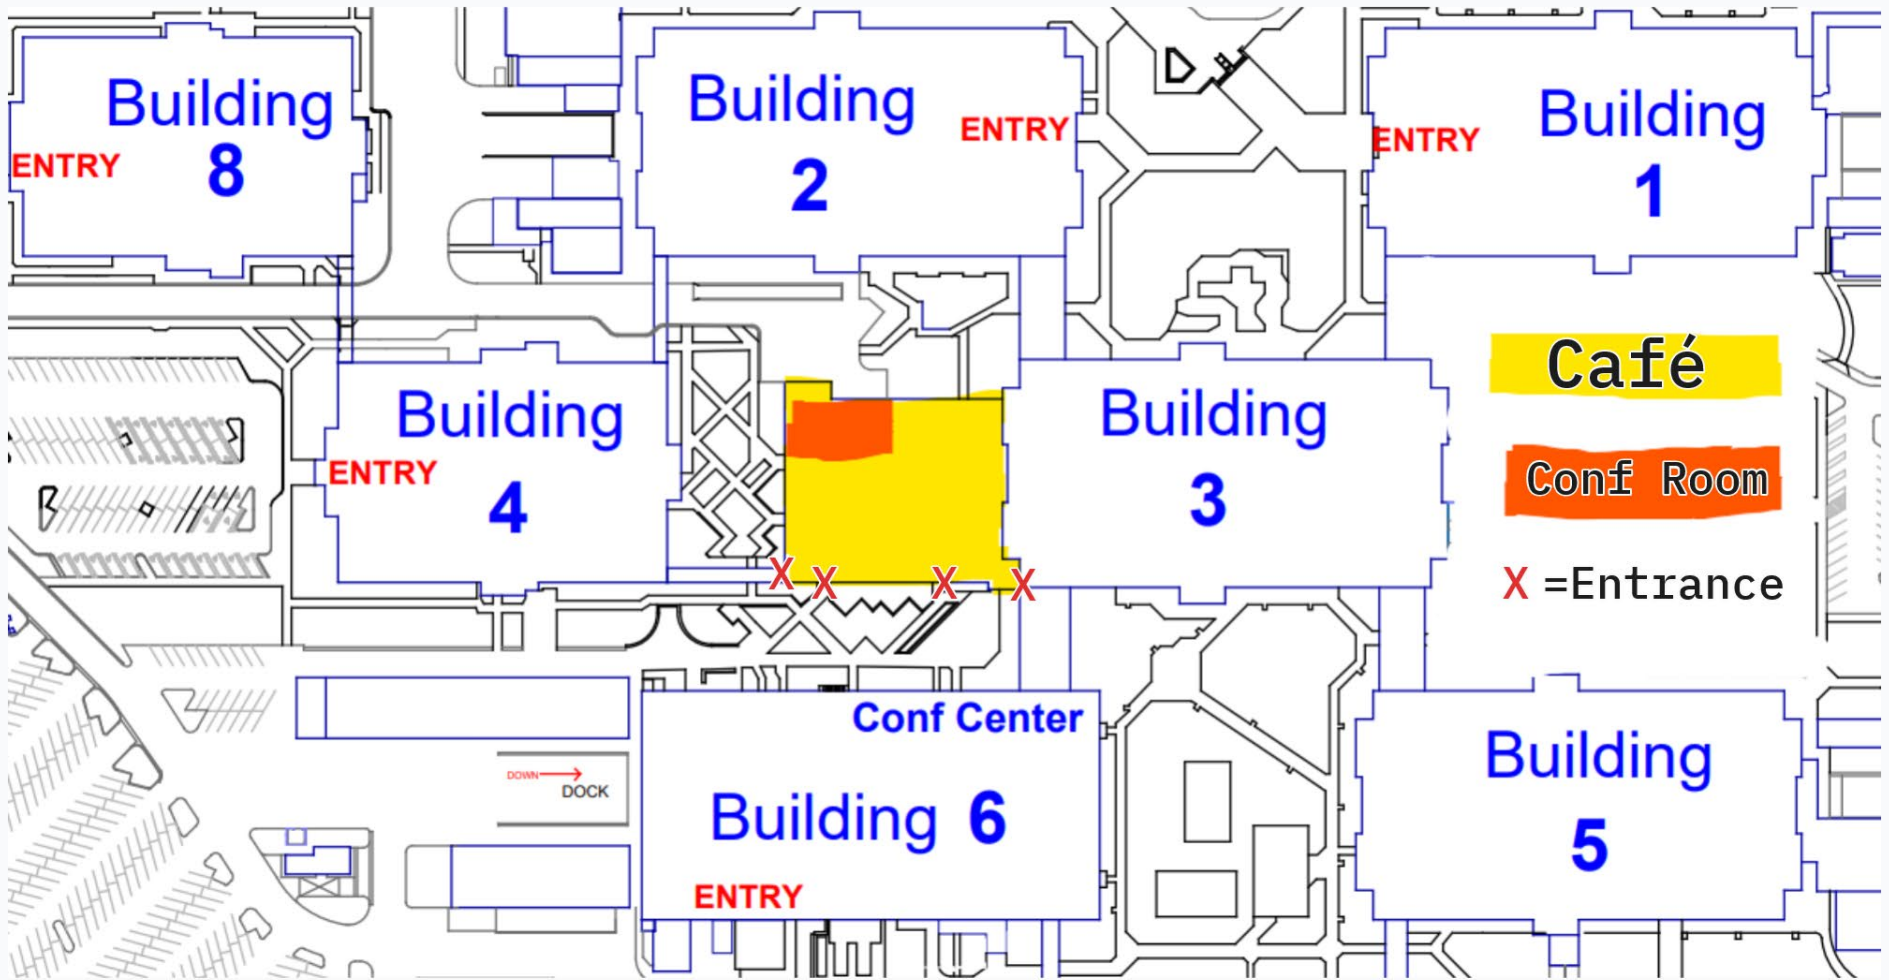 Building
8
ENTRY
Building
2
ENTRY
Building
1
ENTRY
Building
4
ENTRY
Building
3
Café
Conf Room
X =Entrance
X
X
X
X
Conf Center
Building 6
ENTRY
DOWN
DOCK
Building
5